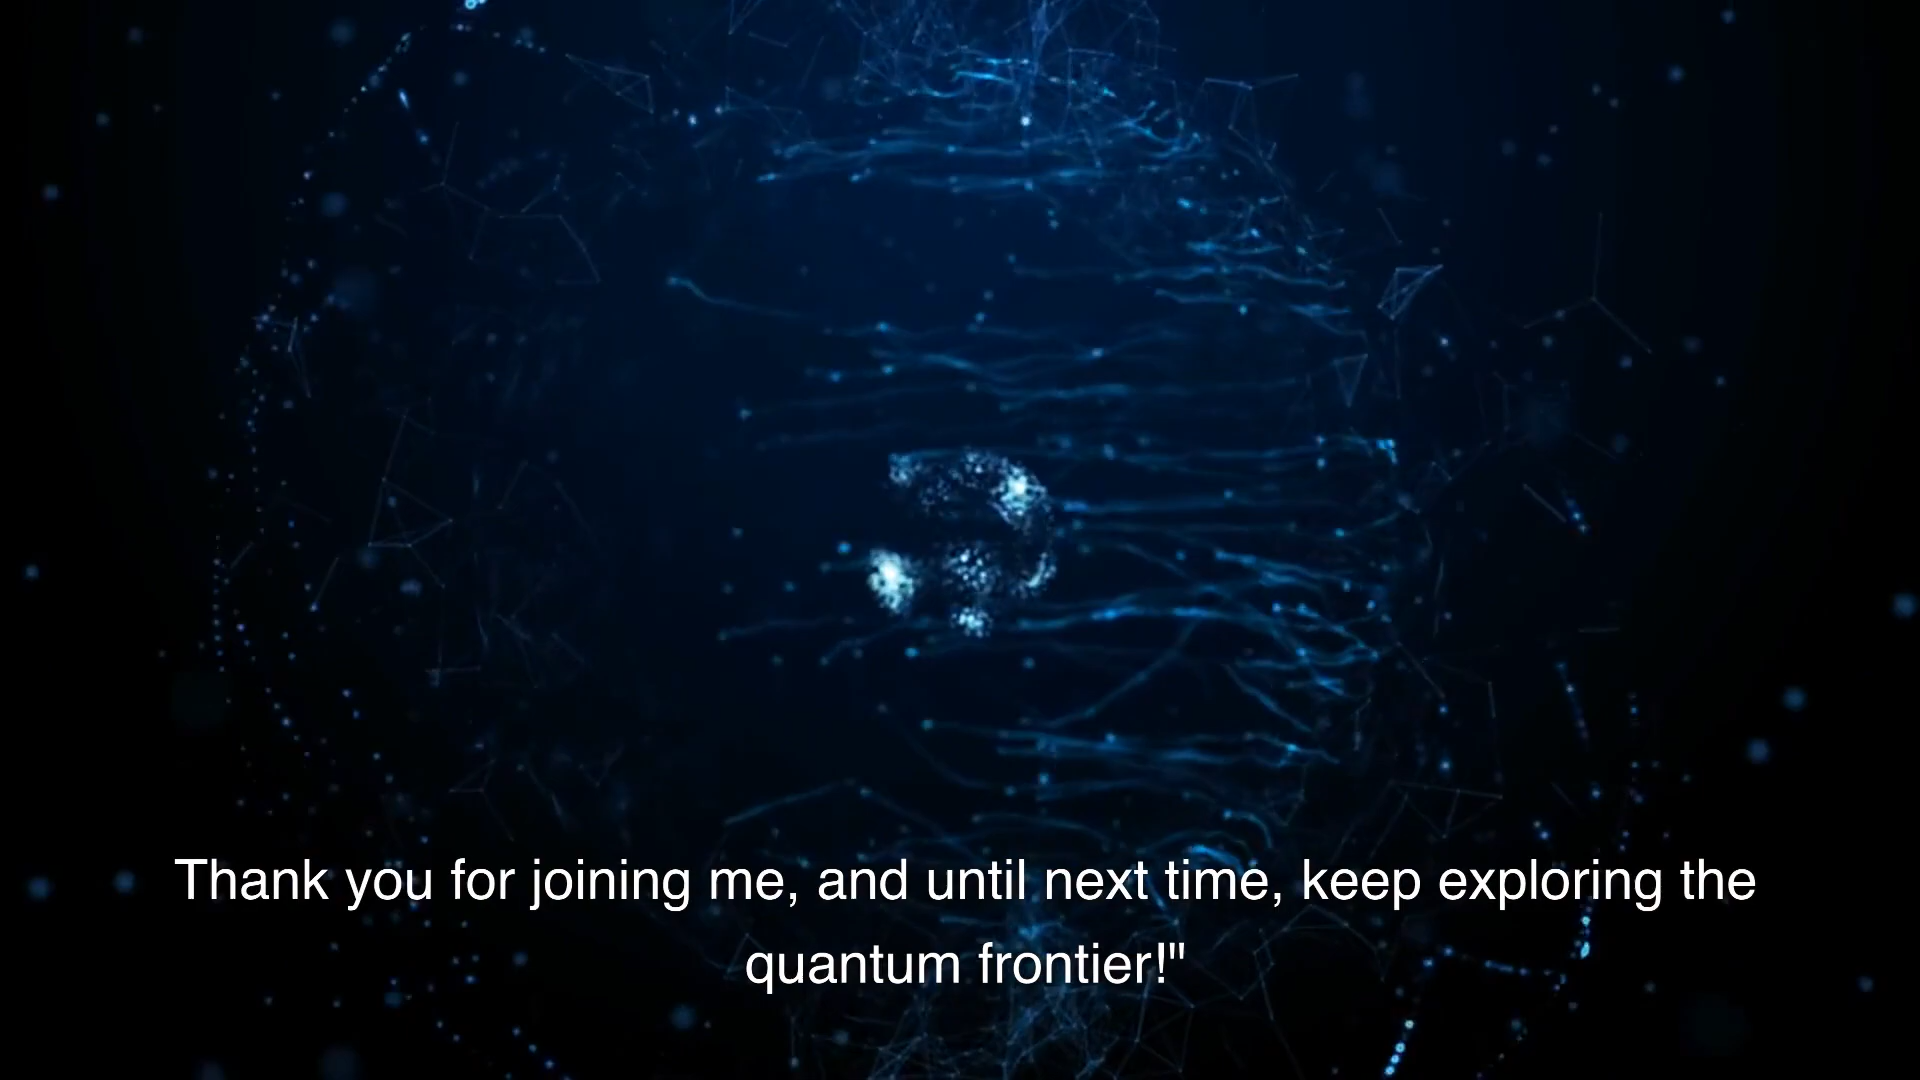 Thank you for joining me, and until next time, keep exploring the
quantum frontier!"